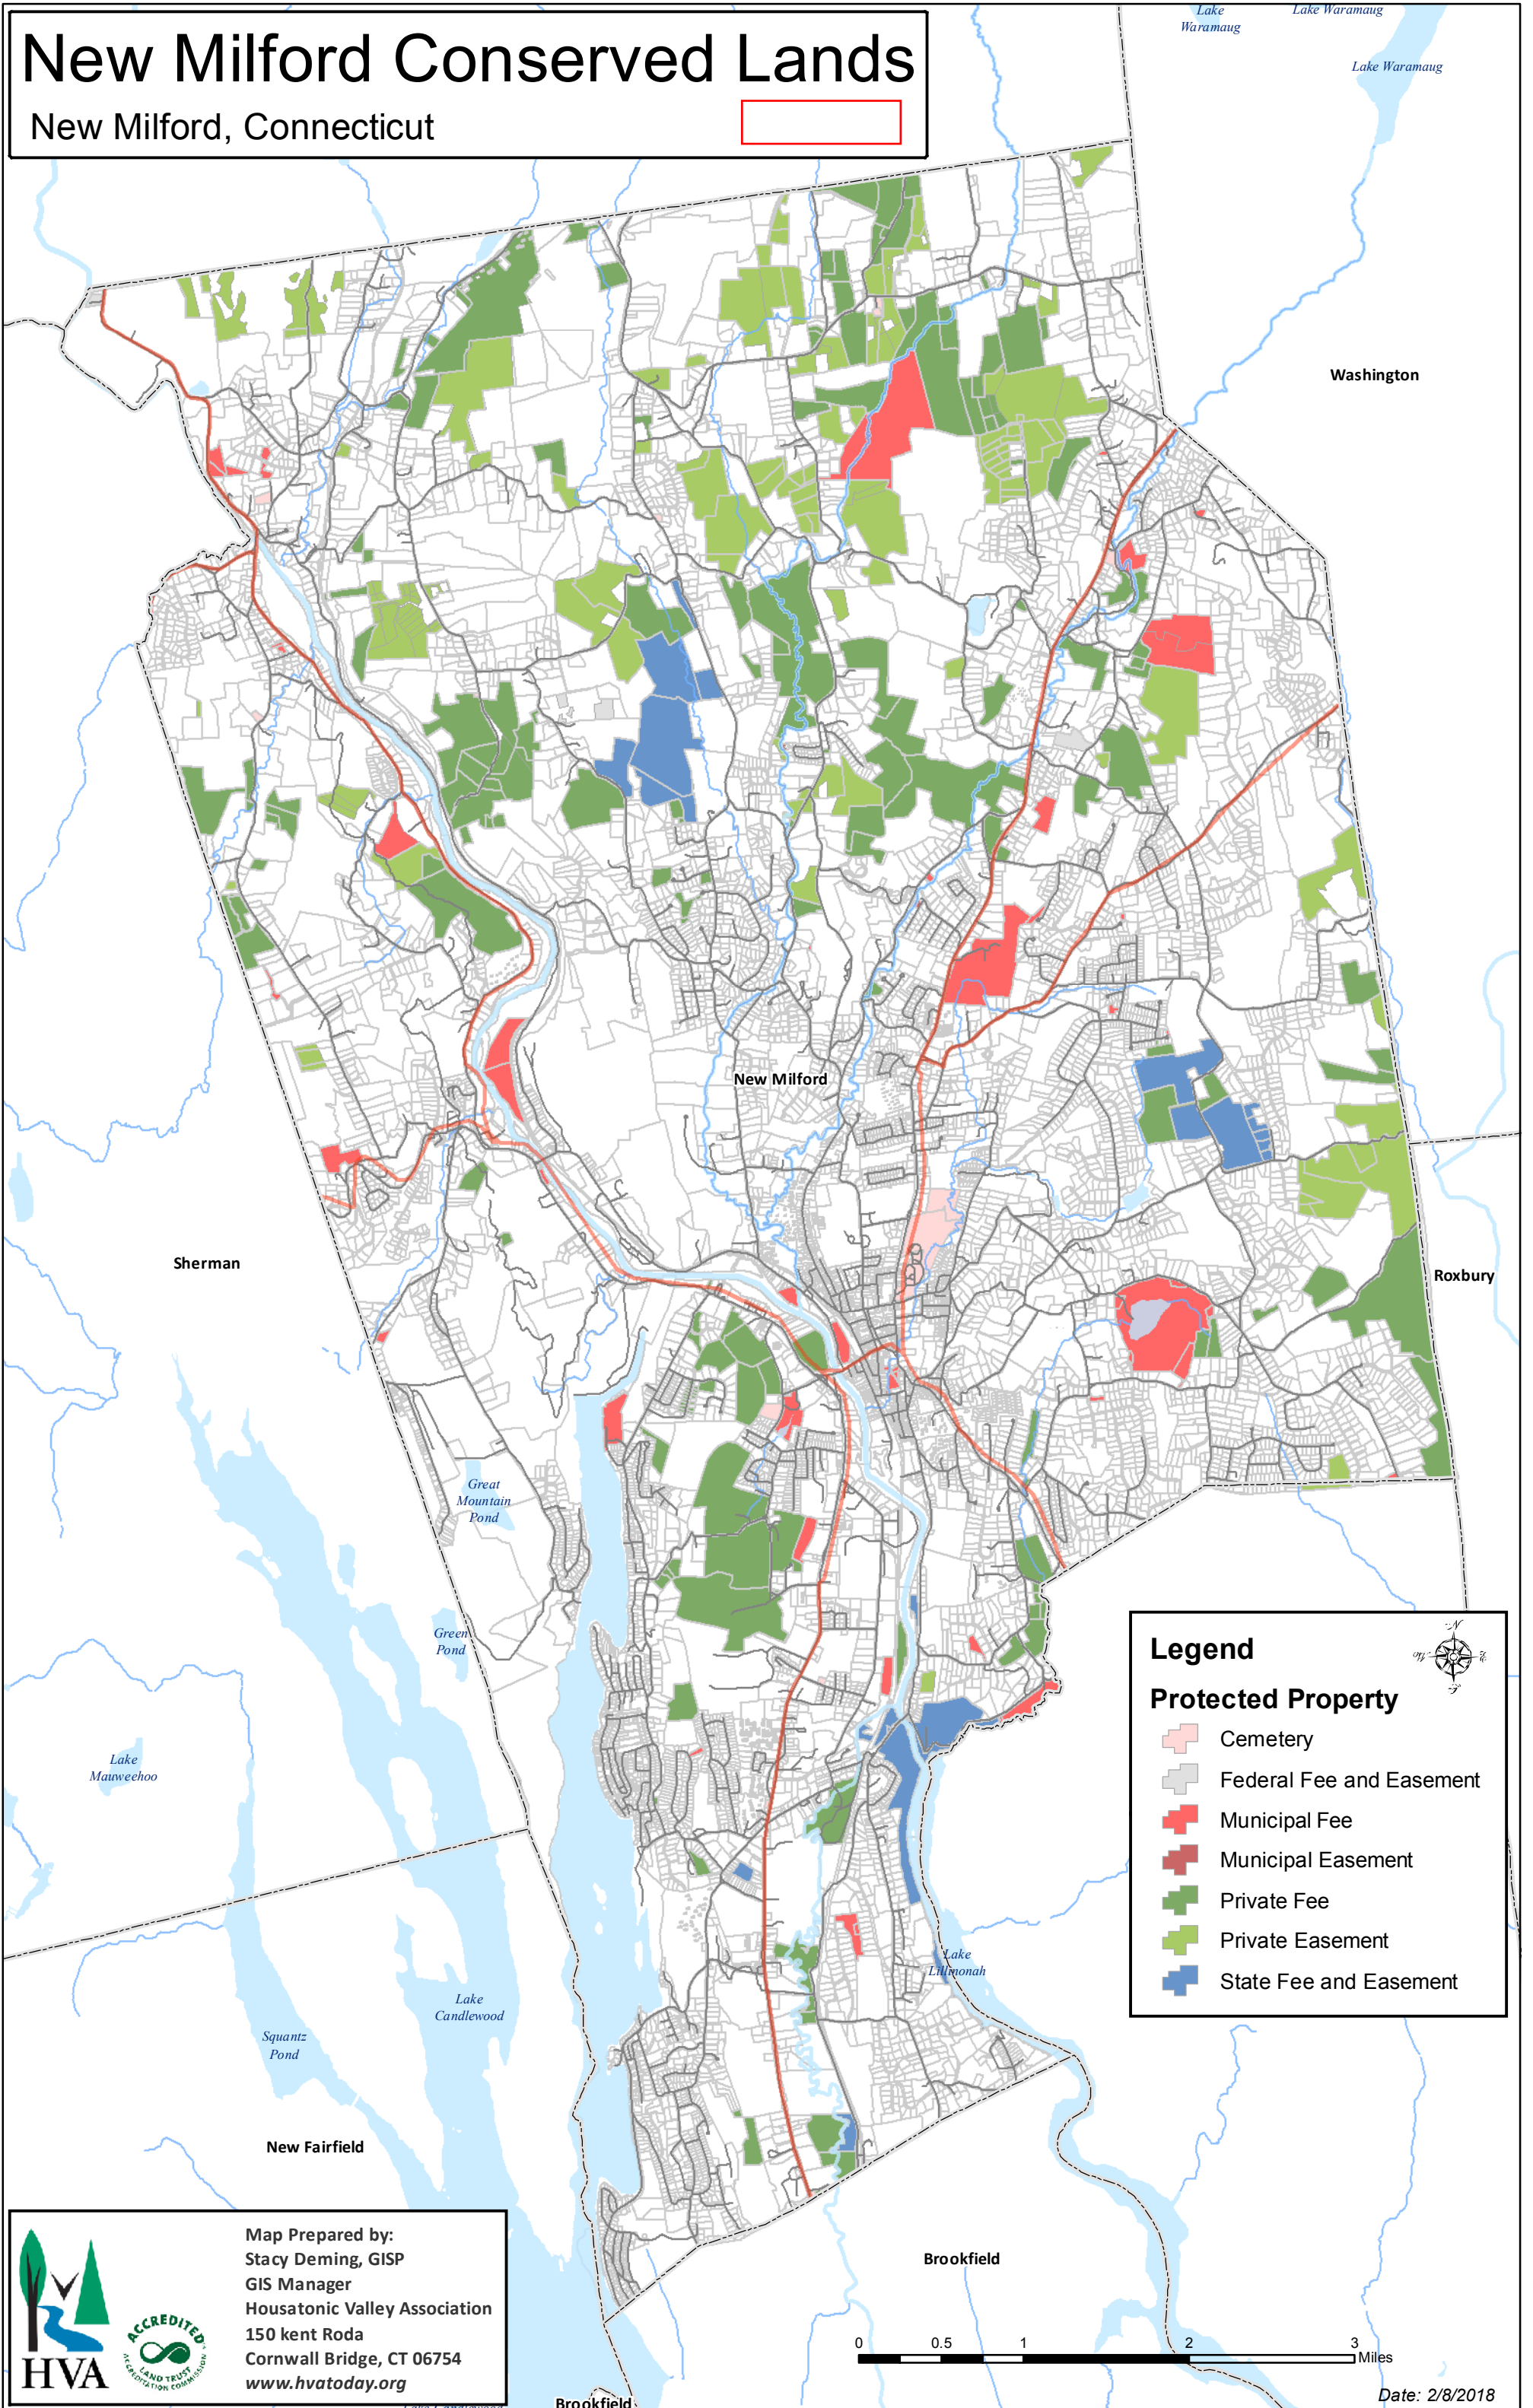 New Milford Conserved Lands
New Milford, Connecticut
Lake
Waramaug
Lake Waramaug
Lake Waramaug
Washington
New Milford
Sherman
Roxbury
Great
Mountain
Pond
Green
Pond
Lake
Mauweehoo
Lake
Candlewood
Squantz
Pond
Lake
Lillinonah
New Fairfield
Brookfield
Brookfield
Legend
N
Protected Property
Cemetery
Federal Fee and Easement
Municipal Fee
Municipal Easement
Private Fee
Private Easement
State Fee and Easement
HVA
ACCREDITED
LAND TRUST
ACCREDITATION COMMISSION
Map Prepared by:
Stacy Deming, GISP
GIS Manager
Housatonic Valley Association
150 kent Roda
Cornwall Bridge, CT 06754
www.hvatoday.org
0 0.5 1 2 3
Miles
Date: 2/8/2018